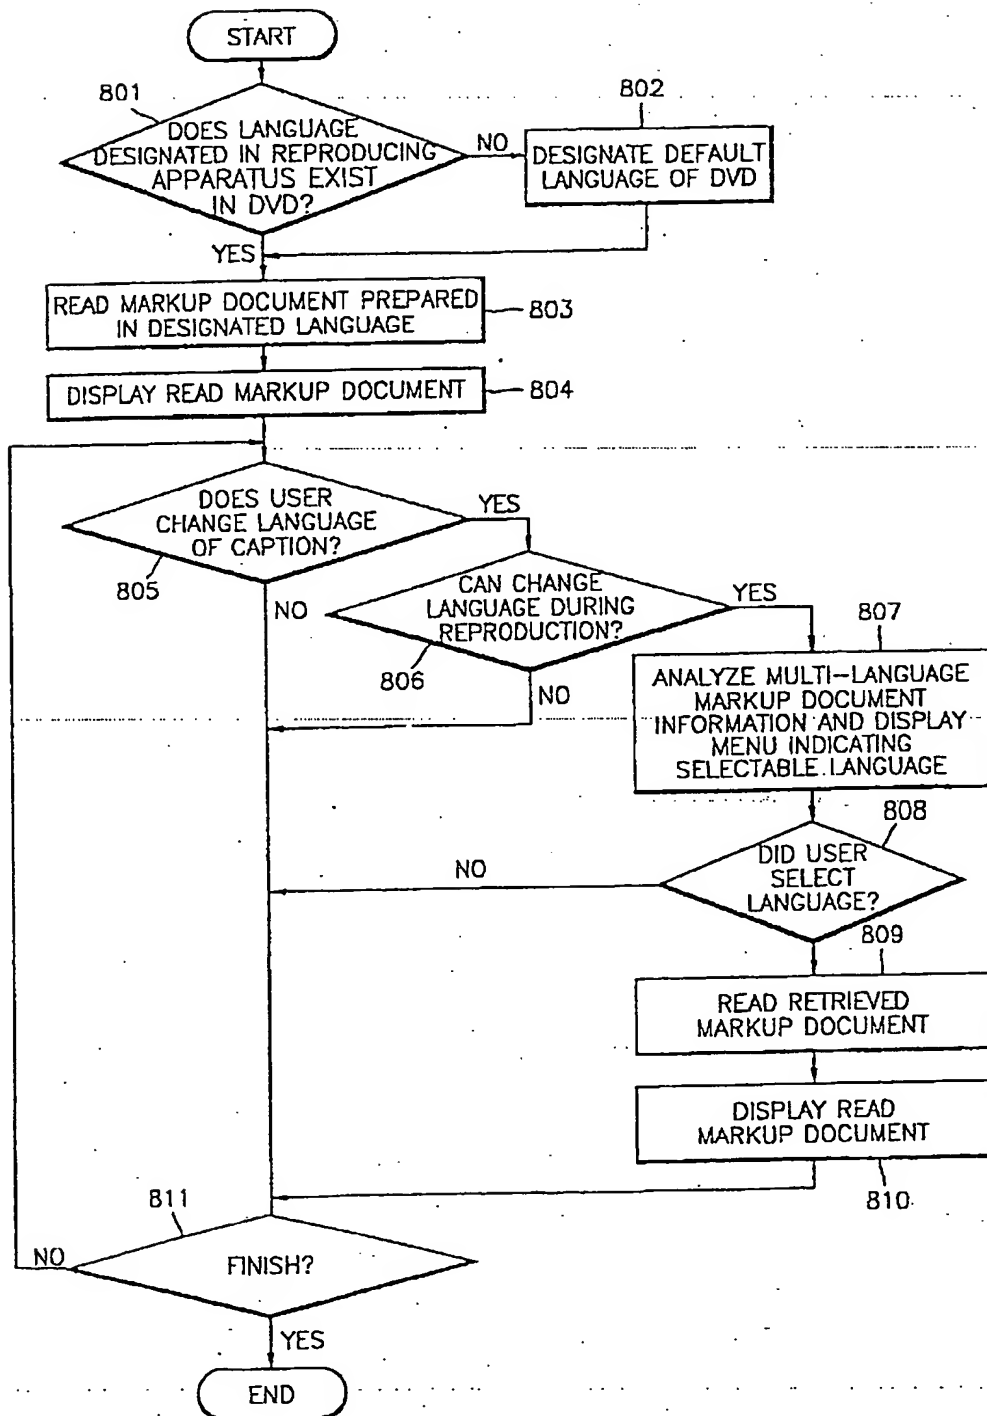 START
801
DOES LANGUAGE
DESIGNATED IN REPRODUCING
APPARATUS EXIST
IN DVD?
NO
802
DESIGNATE DEFAULT
LANGUAGE OF DVD
YES
READ MARKUP DOCUMENT PREPARED
IN DESIGNATED LANGUAGE
803
DISPLAY READ MARKUP DOCUMENT
804
DOES USER
CHANGE LANGUAGE
OF CAPTION?
YES
805
NO
CAN CHANGE
LANGUAGE DURING
REPRODUCTION?
YES
806
NO
807
ANALYZE MULTI-LANGUAGE
MARKUP DOCUMENT
INFORMATION AND DISPLAY
MENU INDICATING
SELECTABLE LANGUAGE
808
DID USER
SELECT
LANGUAGE?
NO
809
READ RETRIEVED
MARKUP DOCUMENT
DISPLAY READ
MARKUP DOCUMENT
810
811
FINISH?
NO
YES
END